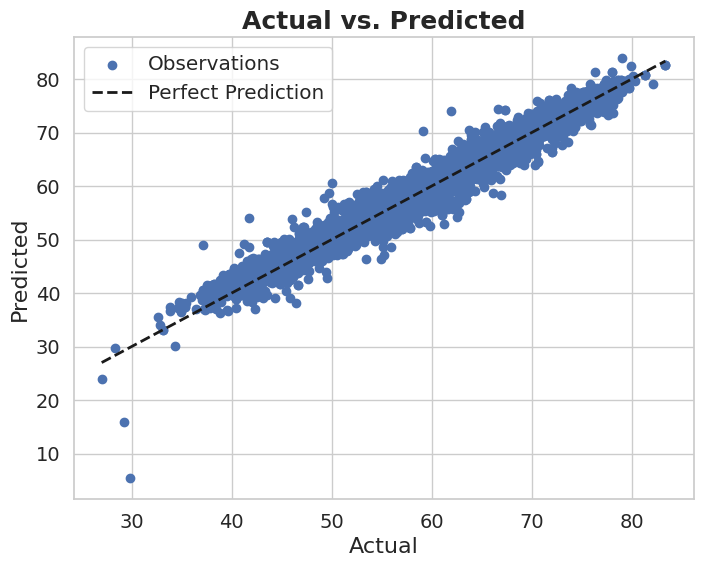 Actual vs. Predicted
Observations
Perfect Prediction
80
70
60
50
40
30
20
10
Predicted
30 40 50 60 70 80
Actual